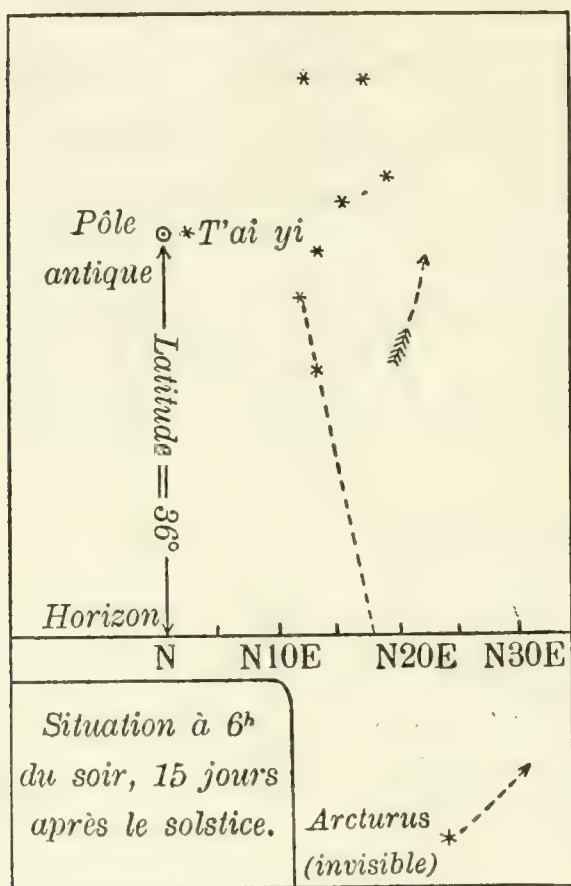 Pôle
antique
T'ai yi
Latitude = 36°
Horizon
N N10E N20E N30E
Situation à 6ʰ
du soir, 15 jours
après le solstice.
Arcturus
(invisible)